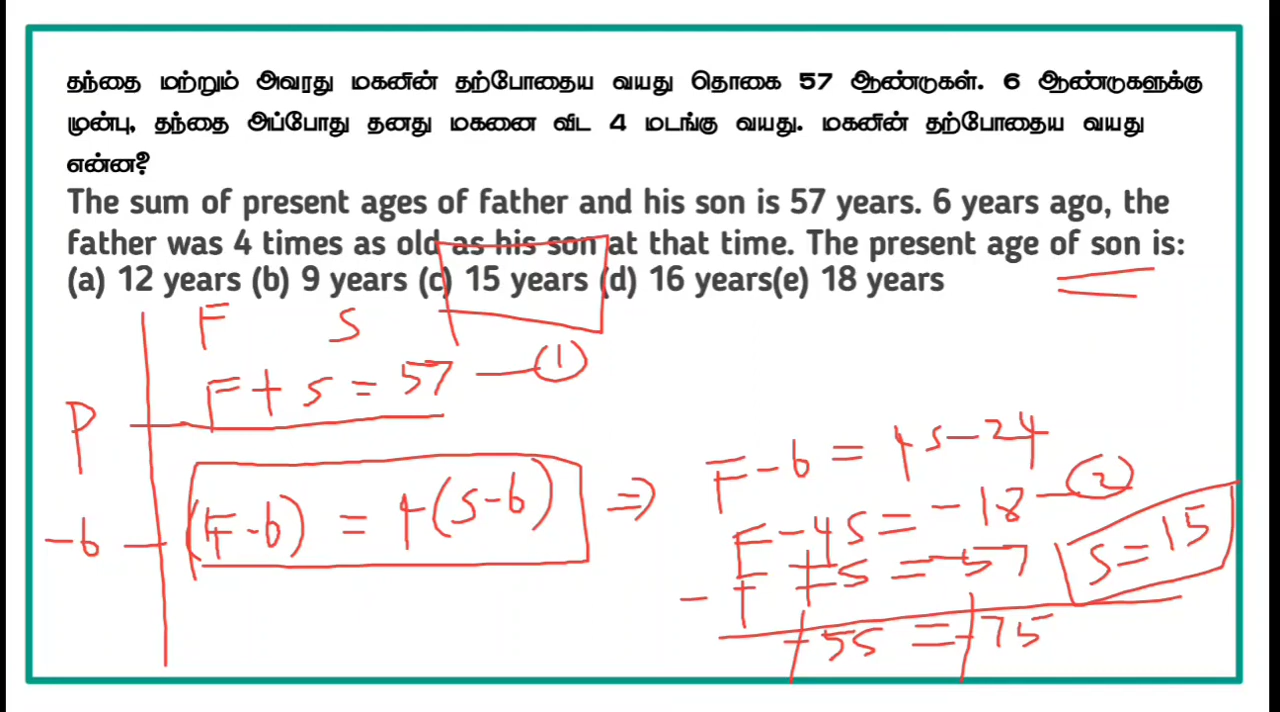 தந்தை மற்றும் அவரது மகனின் தற்போதைய வயது தொகை 57 ஆண்டுகள். 6 ஆண்டுகளுக்கு
முன்பு, தந்தை அப்போது தனது மகனை விட 4 மடங்கு வயது. மகனின் தற்போதைய வயது
என்ன?
The sum of present ages of father and his son is 57 years. 6 years ago, the
father was 4 times as old as his son at that time. The present age of son is:
(a) 12 years (b) 9 years (c) 15 years (d) 16 years(e) 18 years
F S
F + S = 57 — (1)
P
-6 (F-6) = 4(S-6) ⇒
F - 6 = 4S - 24
F - 4S = -18 — (2)
- F + S = 57
-5S = -75
S = 15